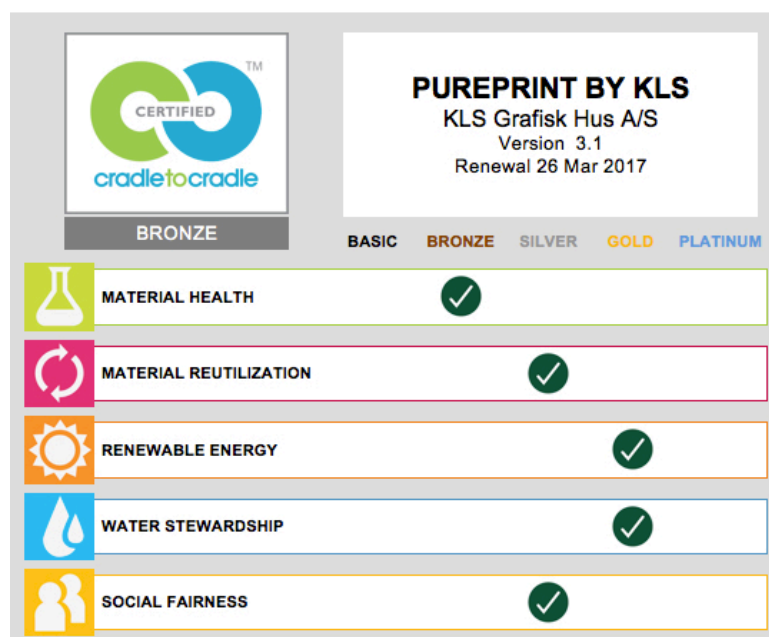 TM
CERTIFIED
cradletocradle
BRONZE
PUREPRINT BY KLS
KLS Grafisk Hus A/S
Version 3.1
Renewal 26 Mar 2017
BASIC BRONZE SILVER GOLD PLATINUM
MATERIAL HEALTH
MATERIAL REUTILIZATION
RENEWABLE ENERGY
WATER STEWARDSHIP
SOCIAL FAIRNESS